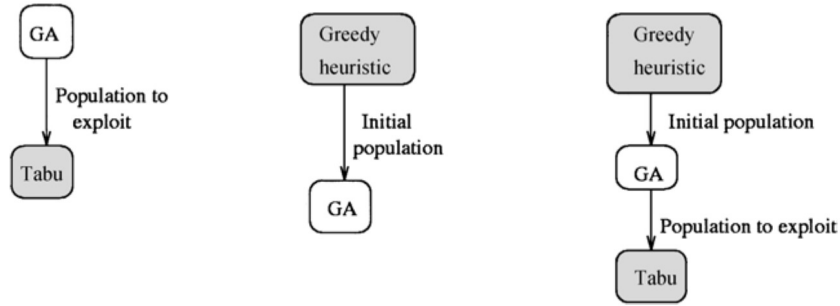 GA
Population to
exploit
Tabu
Greedy
heuristic
Initial
population
GA
Greedy
heuristic
Initial population
GA
Population to exploit
Tabu